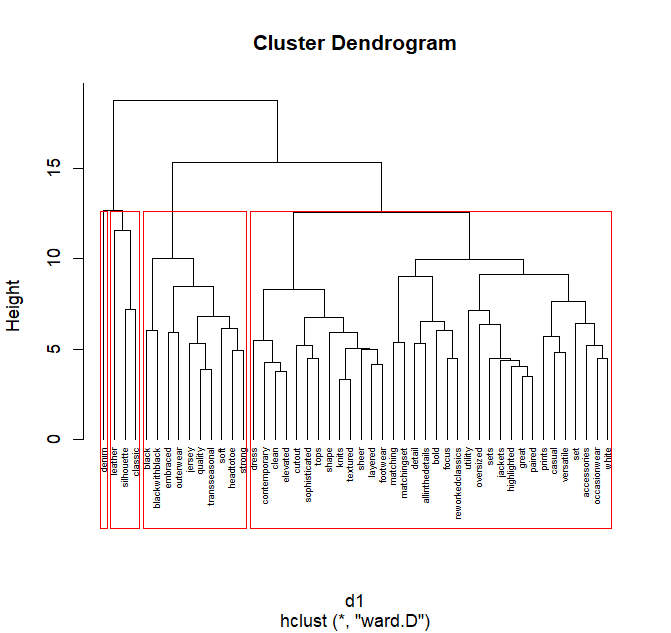 Cluster Dendrogram
Height
0
5
10
15
denim
leather
silhouette
classic
black
blackwithblack
embraced
outerwear
jersey
quality
transseasonal
soft
headtotoe
strong
dress
contemporary
clean
elevated
cutout
sophisticated
tops
shape
knits
textured
sheer
layered
footwear
matching
matchingset
detail
allinthedetails
bold
focus
reworkedclassics
utility
oversized
sets
jackets
highlighted
great
paired
prints
casual
versatile
set
accessories
occasionwear
white
d1
hclust (*, "ward.D")